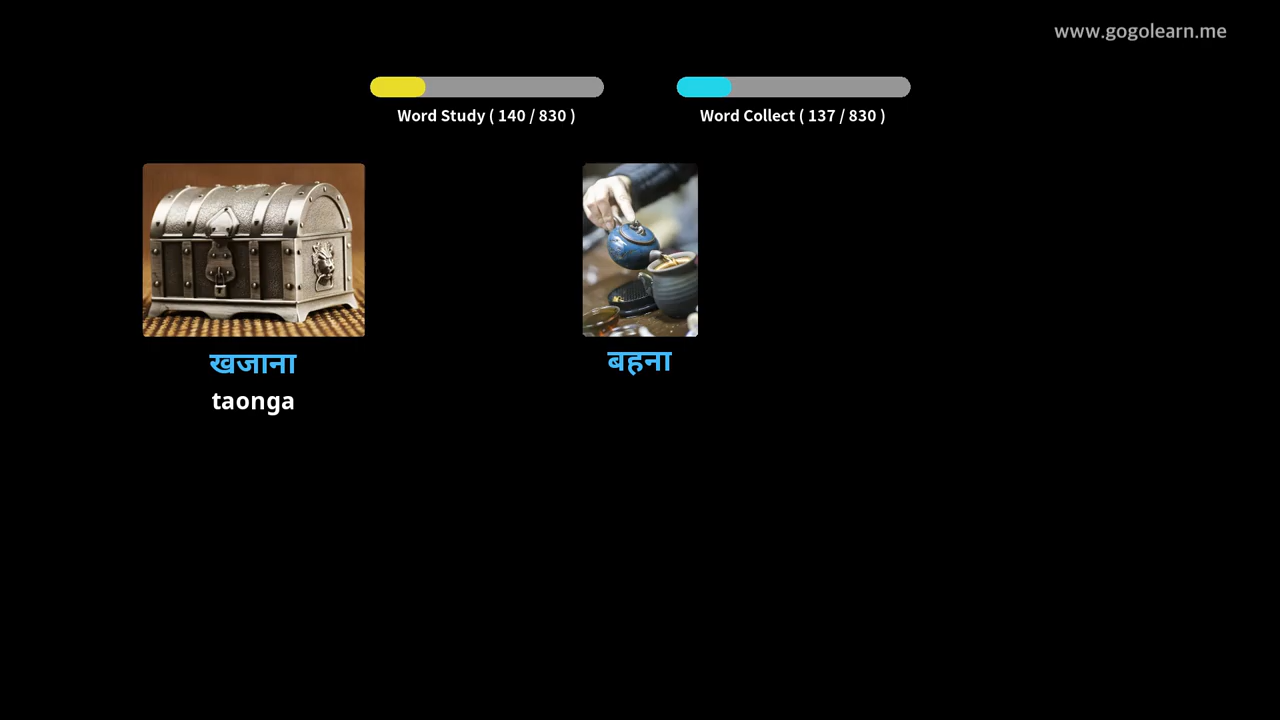 www.gogolearn.me
Word Study ( 140 / 830 )
Word Collect ( 137 / 830 )
खजाना
taonga
बहना